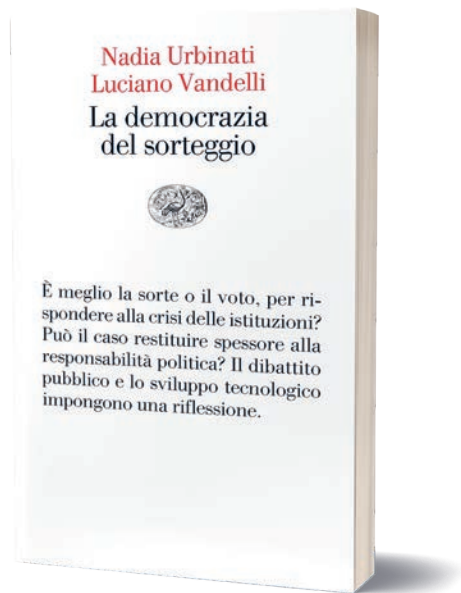 Nadia Urbinati
Luciano Vandelli
La democrazia
del sorteggio
È meglio la sorte o il voto, per ri-
spondere alla crisi delle istituzioni?
Può il caso restituire spessore alla
responsabilità politica? Il dibattito
pubblico e lo sviluppo tecnologico
impongono una riflessione.